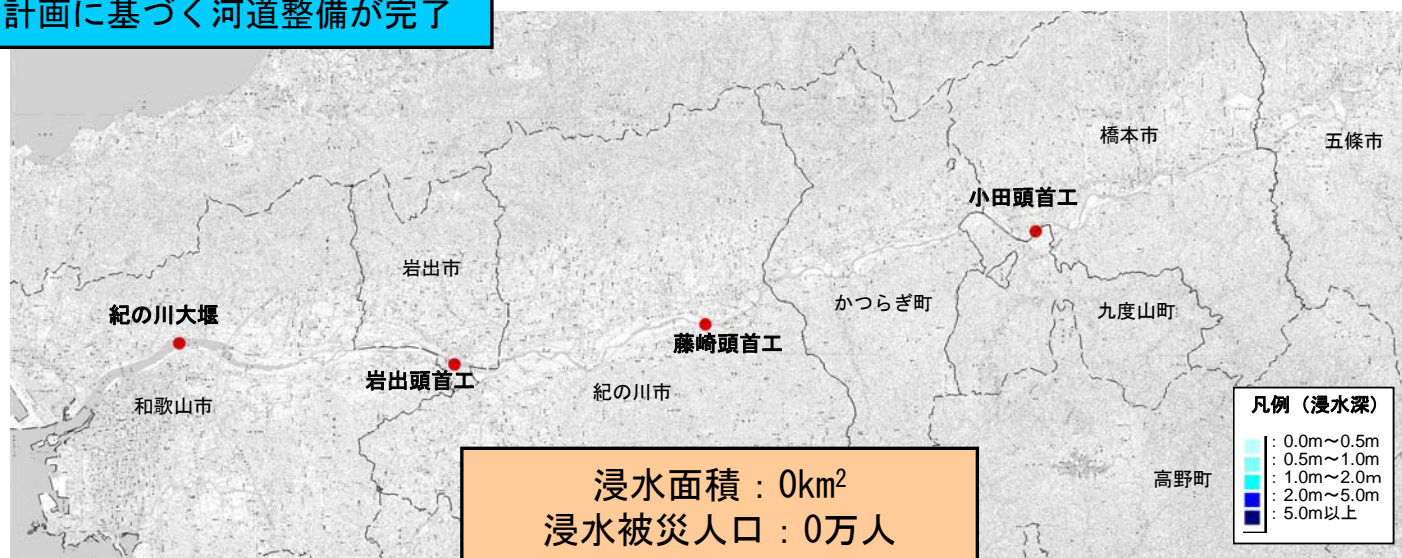 計画に基づく河道整備が完了
橋本市
五條市
小田頭首工
岩出市
かつらぎ町
九度山町
紀の川大堰
藤崎頭首工
岩出頭首工
紀の川市
和歌山市
高野町
凡例（浸水深）
：0.0m～0.5m
：0.5m～1.0m
：1.0m～2.0m
：2.0m～5.0m
：5.0m以上
浸水面積：0km²
浸水被災人口：0万人